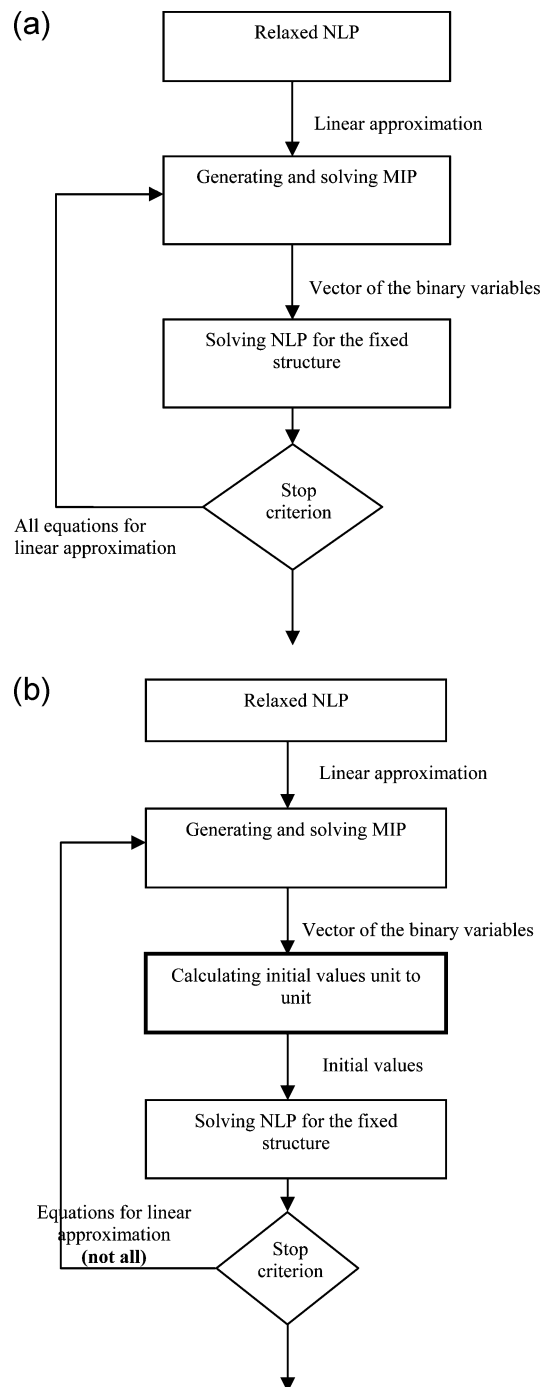 (a)
Relaxed NLP
Linear approximation
Generating and solving MIP
Vector of the binary variables
Solving NLP for the fixed
structure
Stop
criterion
All equations for
linear approximation
(b)
Relaxed NLP
Linear approximation
Generating and solving MIP
Vector of the binary variables
Calculating initial values unit to
unit
Initial values
Solving NLP for the fixed
structure
Equations for linear
approximation
(not all)
Stop
criterion